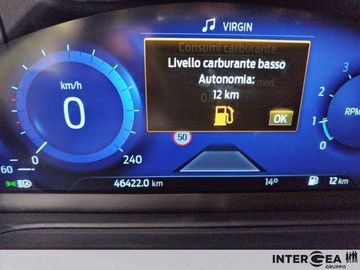 VIRGIN
Consumi carburante
Livello carburante basso
Autonomia:
12 km
OK
km/h
0
60
0
240
50
3
2
1
0
RPM
46422.0 km
14°
12 km
INTERGEA
GRUPPO